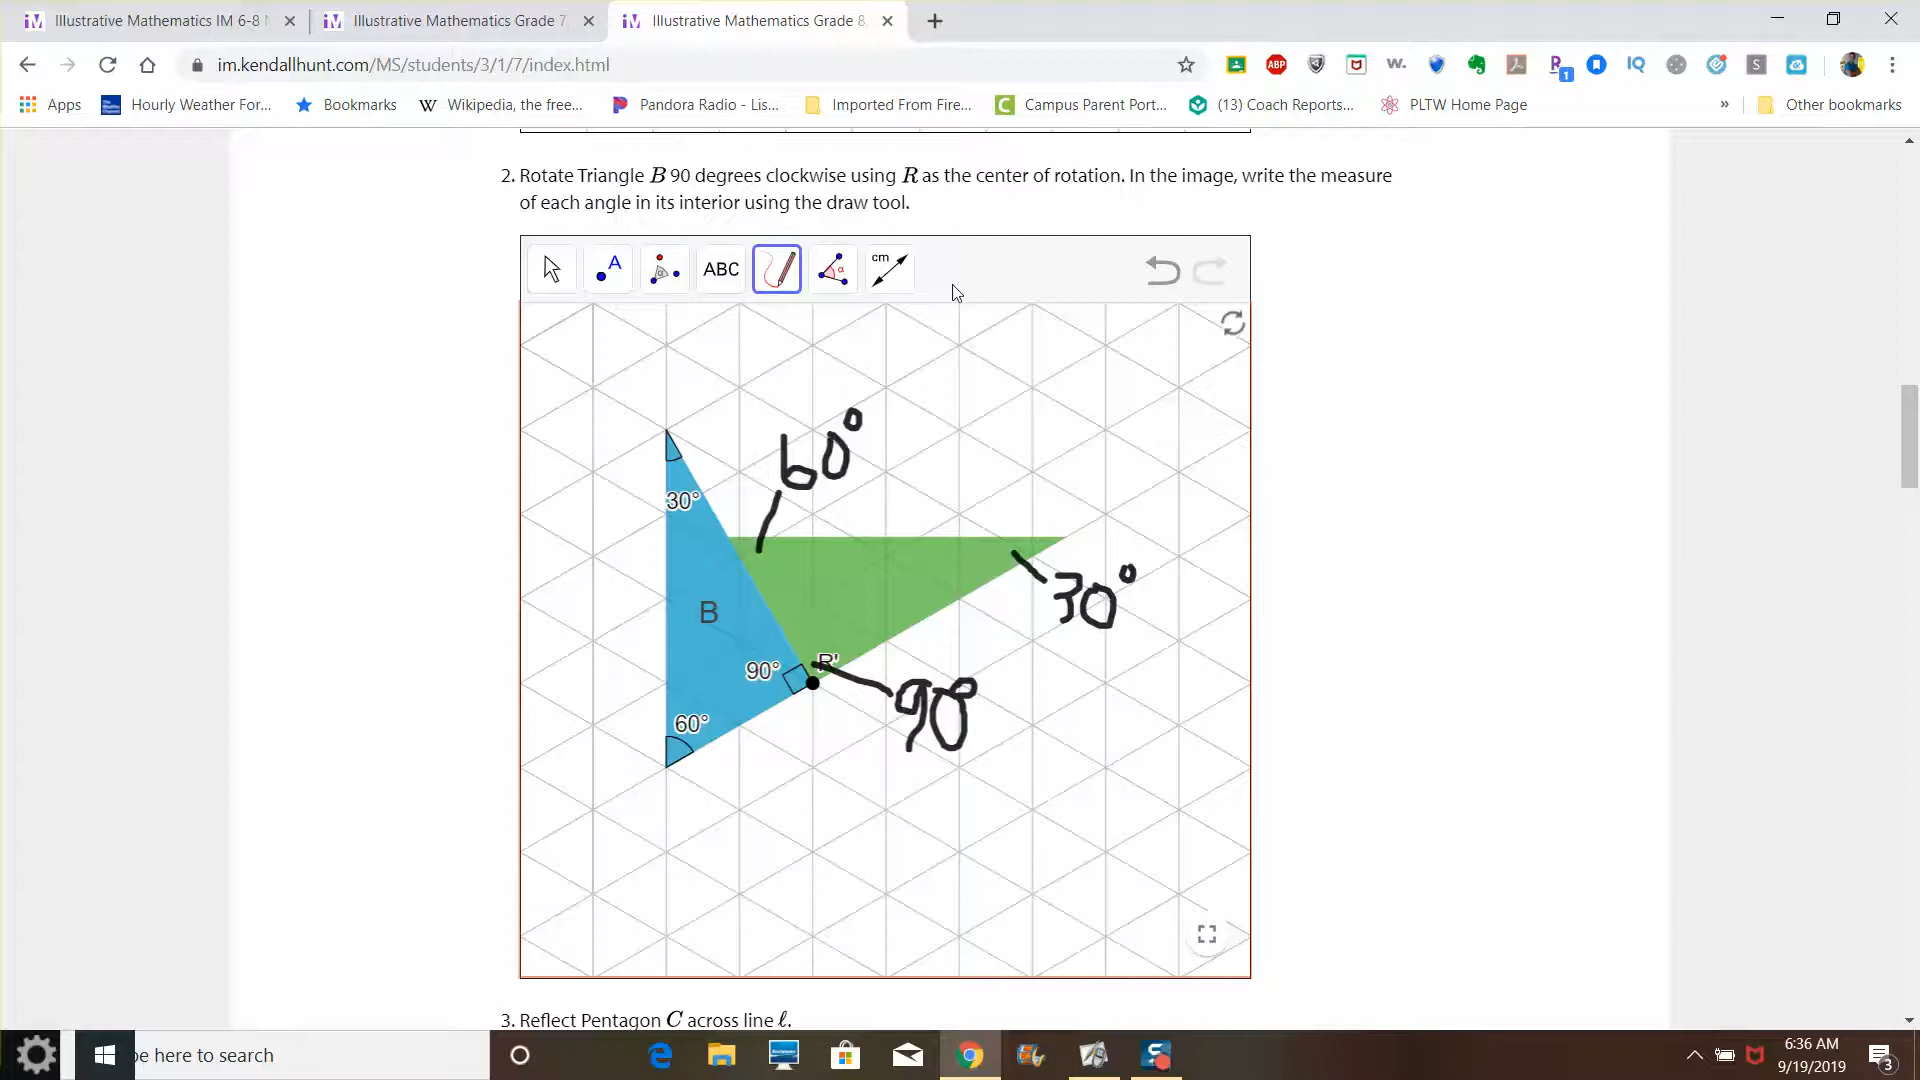 Illustrative Mathematics IM 6-8
Illustrative Mathematics Grade 7
Illustrative Mathematics Grade 8
im.kendallhunt.com/MS/students/3/1/7/index.html
Apps Hourly Weather For... Bookmarks Wikipedia, the free... Pandora Radio - Lis... Imported From Fire... Campus Parent Port... (13) Coach Reports... PLTW Home Page » Other bookmarks
2. Rotate Triangle B 90 degrees clockwise using R as the center of rotation. In the image, write the measure
of each angle in its interior using the draw tool.
A ABC α cm
60°
30°
30°
B
90° R'
90°
60°
3. Reflect Pentagon C across line ℓ.
pe here to search
6:36 AM
9/19/2019
3